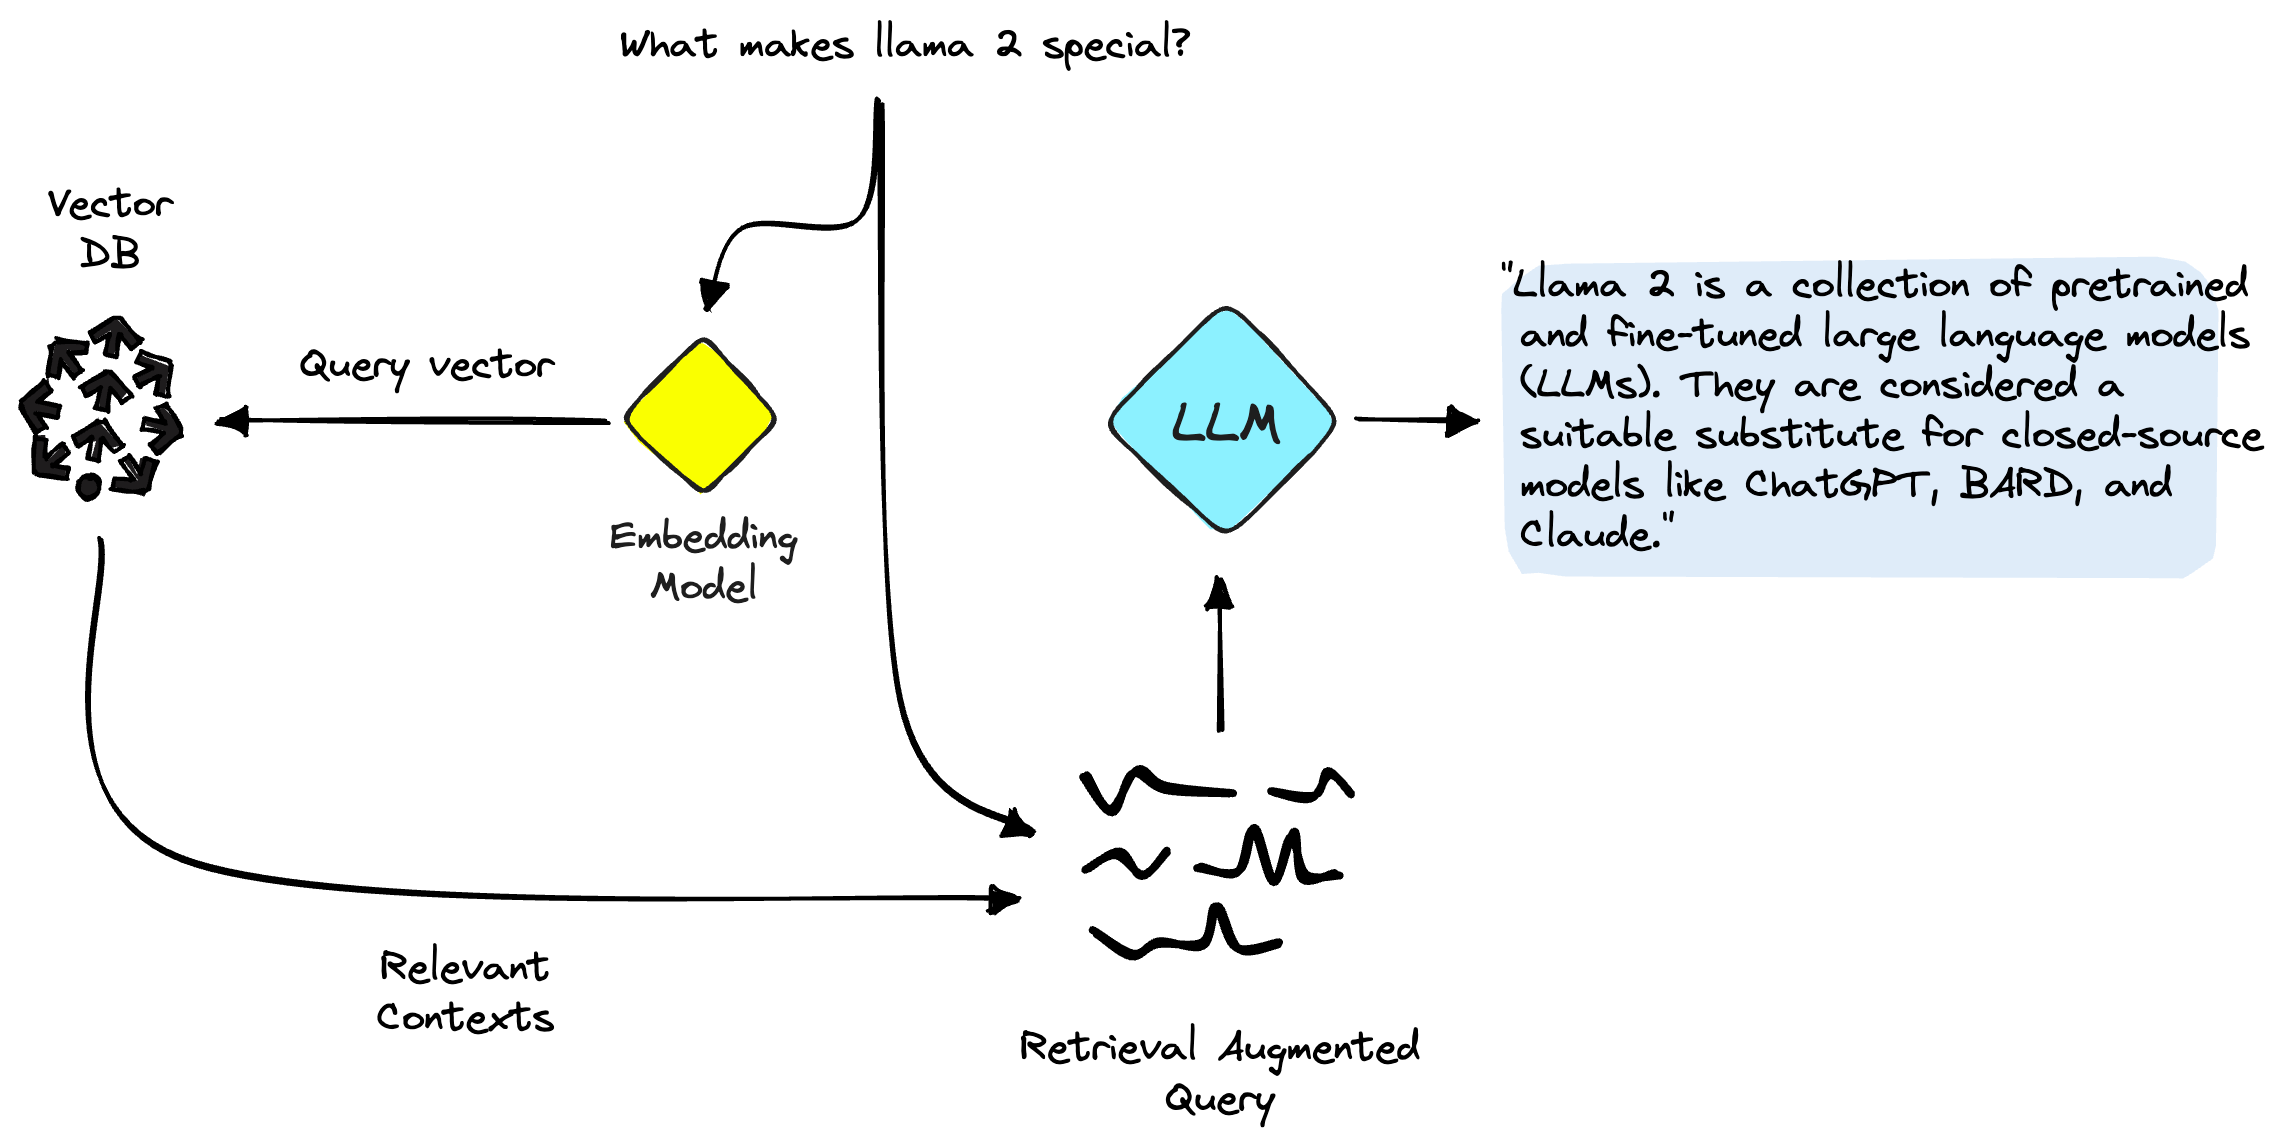 What makes llama 2 special?
Vector
DB
Query vector
Embedding
Model
LLM
"Llama 2 is a collection of pretrained
and fine-tuned large language models
(LLMs). They are considered a
suitable substitute for closed-source
models like ChatGPT, BARD, and
Claude."
Relevant
Contexts
Retrieval Augmented
Query